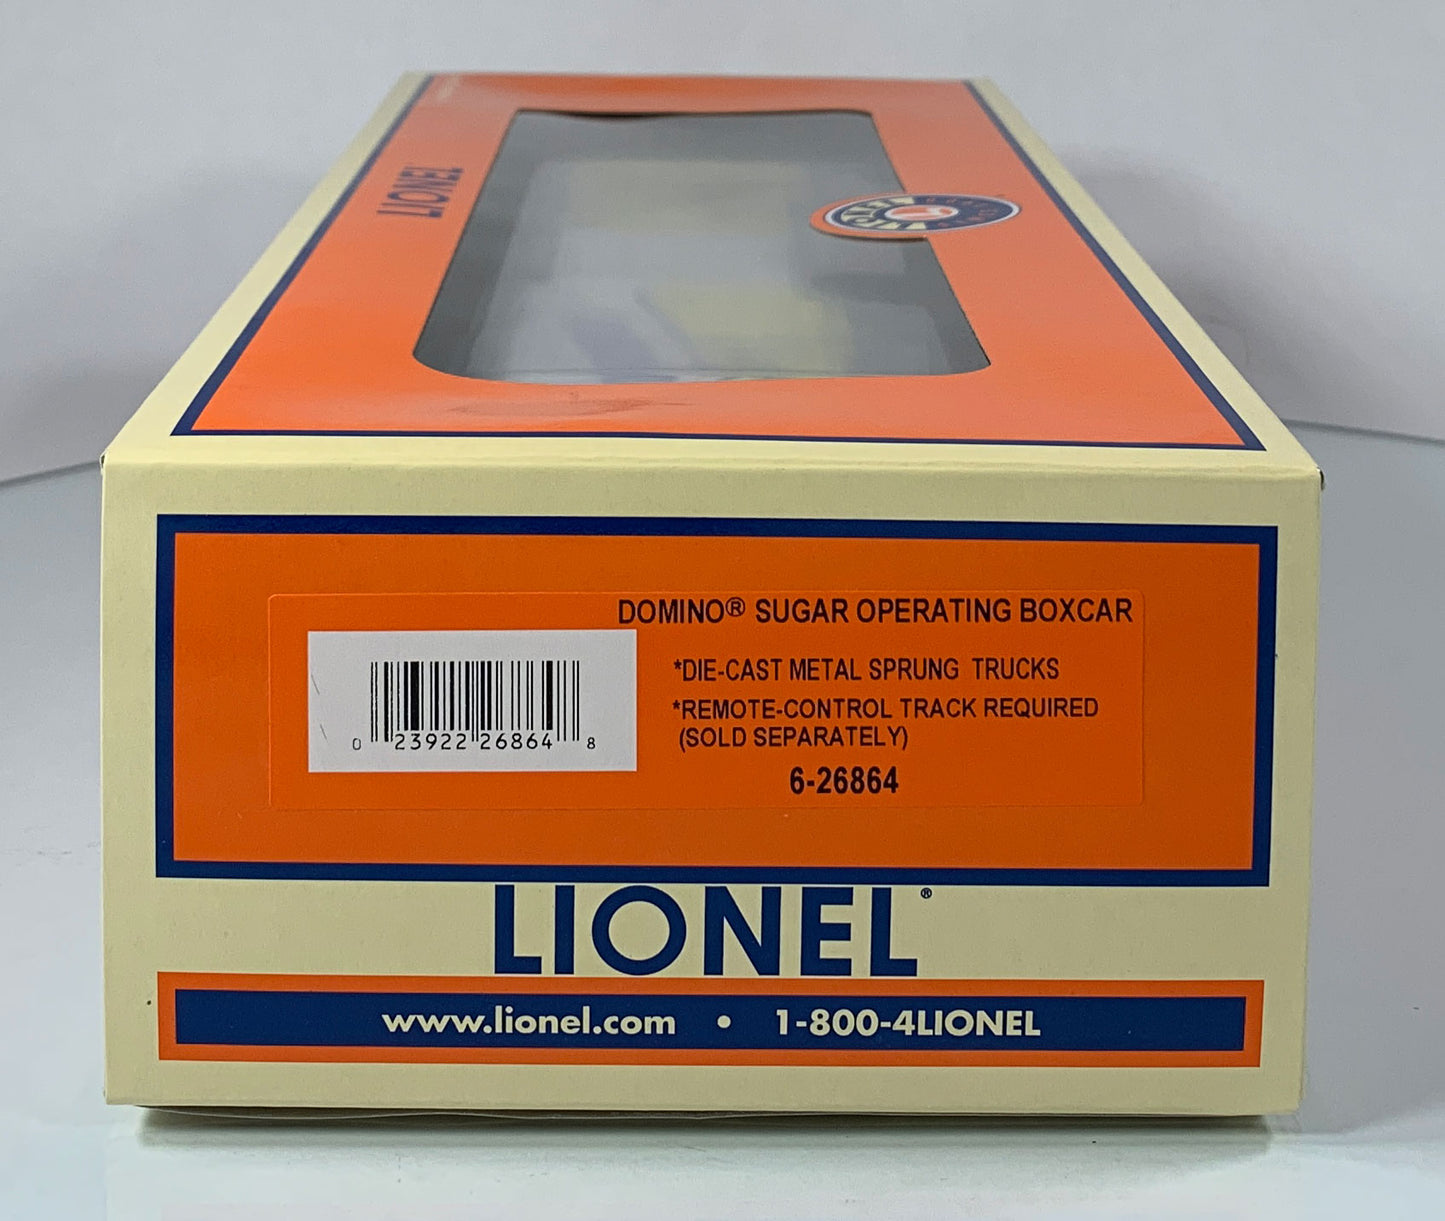 LIONEL
DOMINO® SUGAR OPERATING BOXCAR
*DIE-CAST METAL SPRUNG TRUCKS
*REMOTE-CONTROL TRACK REQUIRED
(SOLD SEPARATELY)
6-26864
0 23922 26864 8
LIONEL®
www.lionel.com • 1-800-4LIONEL